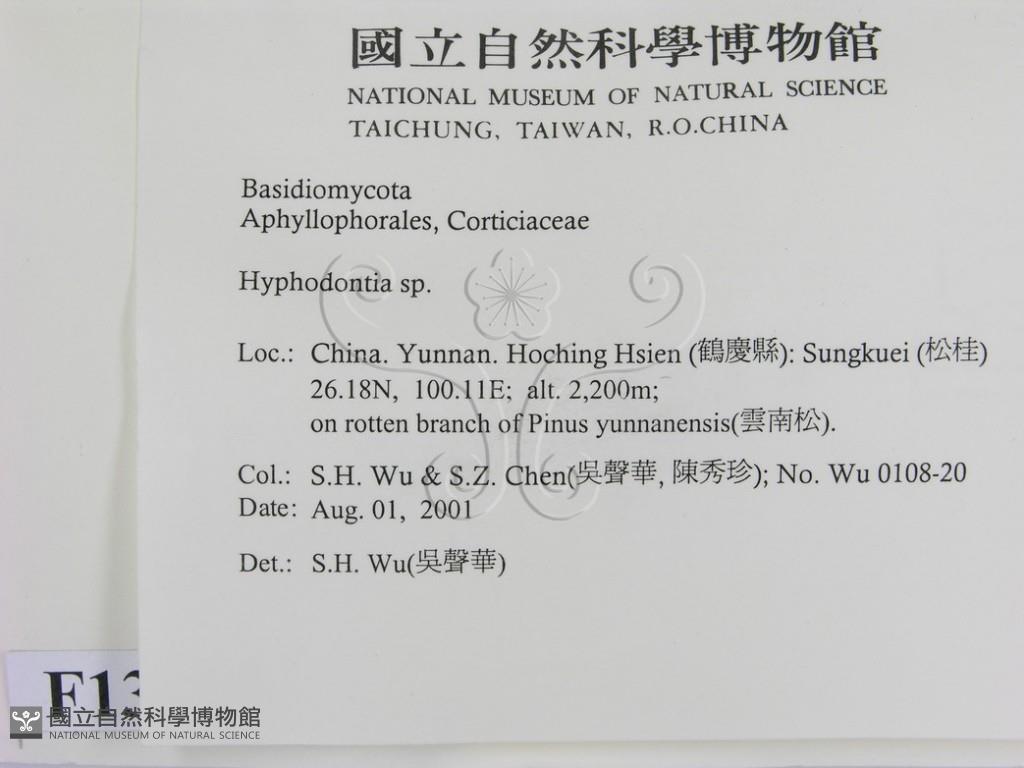 國立自然科學博物館
NATIONAL MUSEUM OF NATURAL SCIENCE
TAICHUNG, TAIWAN, R.O.CHINA
Basidiomycota
Aphyllophorales, Corticiaceae
Hyphodontia sp.
Loc.: China. Yunnan. Hoching Hsien (鶴慶縣): Sungkuei (松桂)
26.18N, 100.11E; alt. 2,200m;
on rotten branch of Pinus yunnanensis(雲南松).
Col.: S.H. Wu & S.Z. Chen(吳聲華, 陳秀珍); No. Wu 0108-20
Date: Aug. 01, 2001
Det.: S.H. Wu(吳聲華)
國立自然科學博物館
NATIONAL MUSEUM OF NATURAL SCIENCE